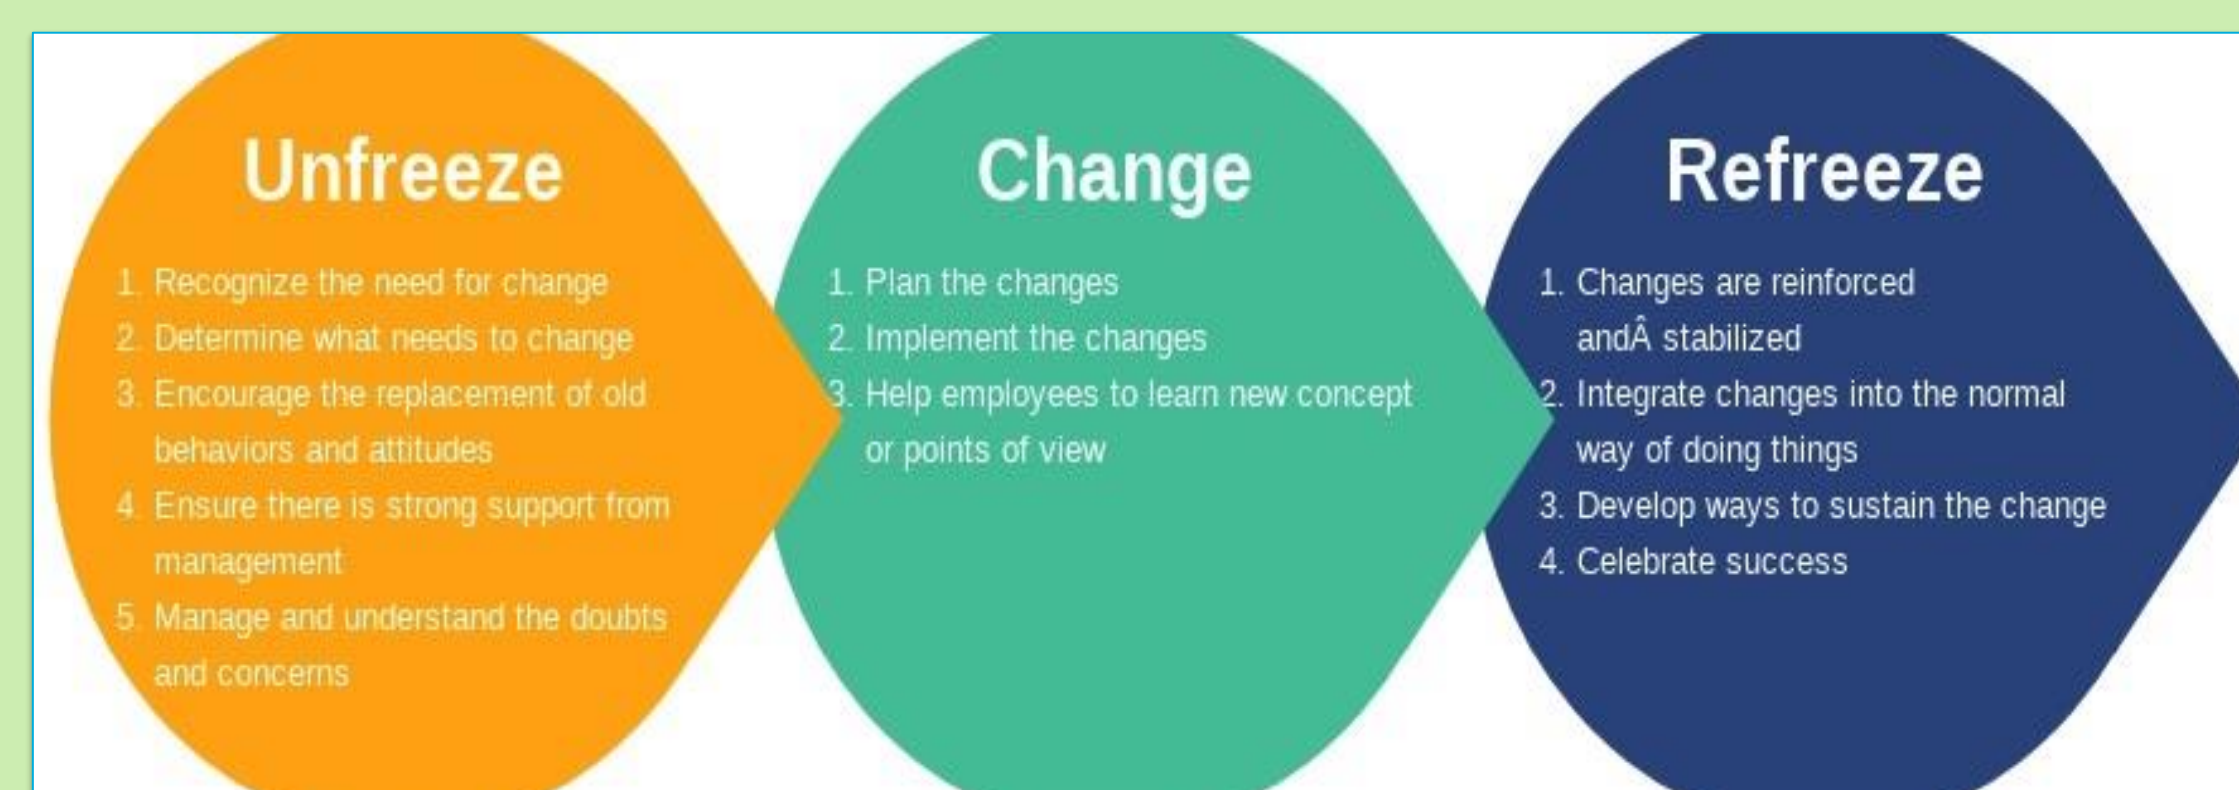 Unfreeze
1. Recognize the need for change
2. Determine what needs to change
3. Encourage the replacement of old
behaviors and attitudes
4. Ensure there is strong support from
management
5. Manage and understand the doubts
and concerns
Change
1. Plan the changes
2. Implement the changes
3. Help employees to learn new concept
or points of view
Refreeze
1. Changes are reinforced
andÂ stabilized
2. Integrate changes into the normal
way of doing things
3. Develop ways to sustain the change
4. Celebrate success